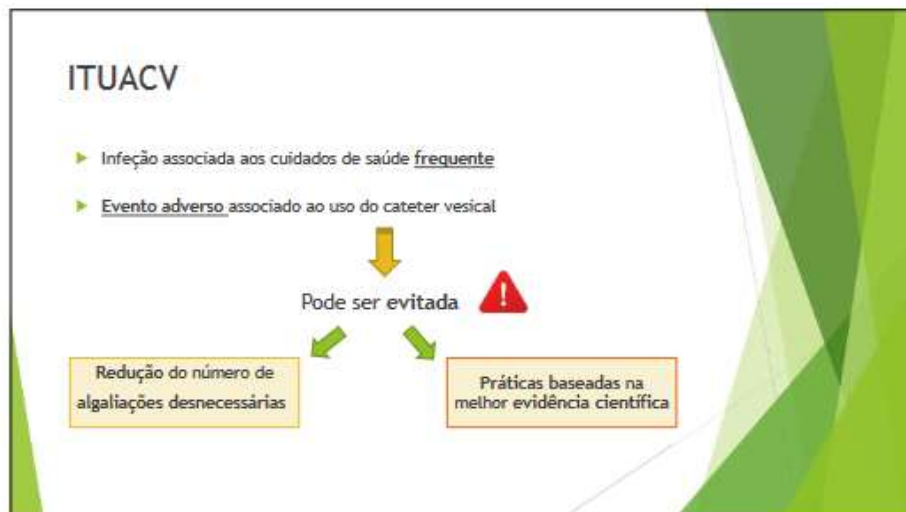 ITUACV
Infeção associada aos cuidados de saúde frequente
Evento adverso associado ao uso do cateter vesical
Pode ser evitada
Redução do número de
algaliações desnecessárias
Práticas baseadas na
melhor evidência científica